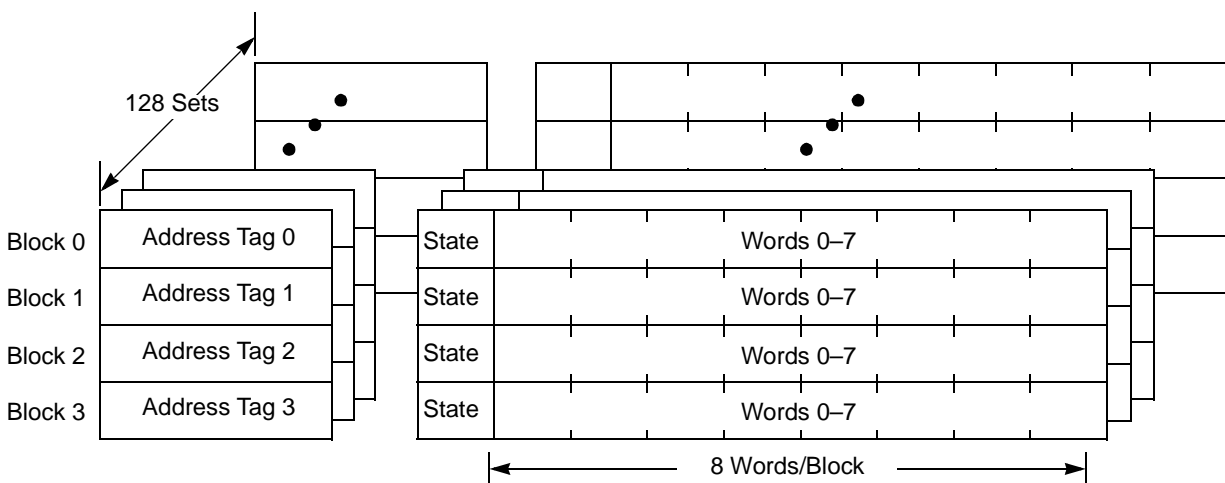 128 Sets
Block 0 Address Tag 0 State Words 0–7
Block 1 Address Tag 1 State Words 0–7
Block 2 Address Tag 2 State Words 0–7
Block 3 Address Tag 3 State Words 0–7
8 Words/Block